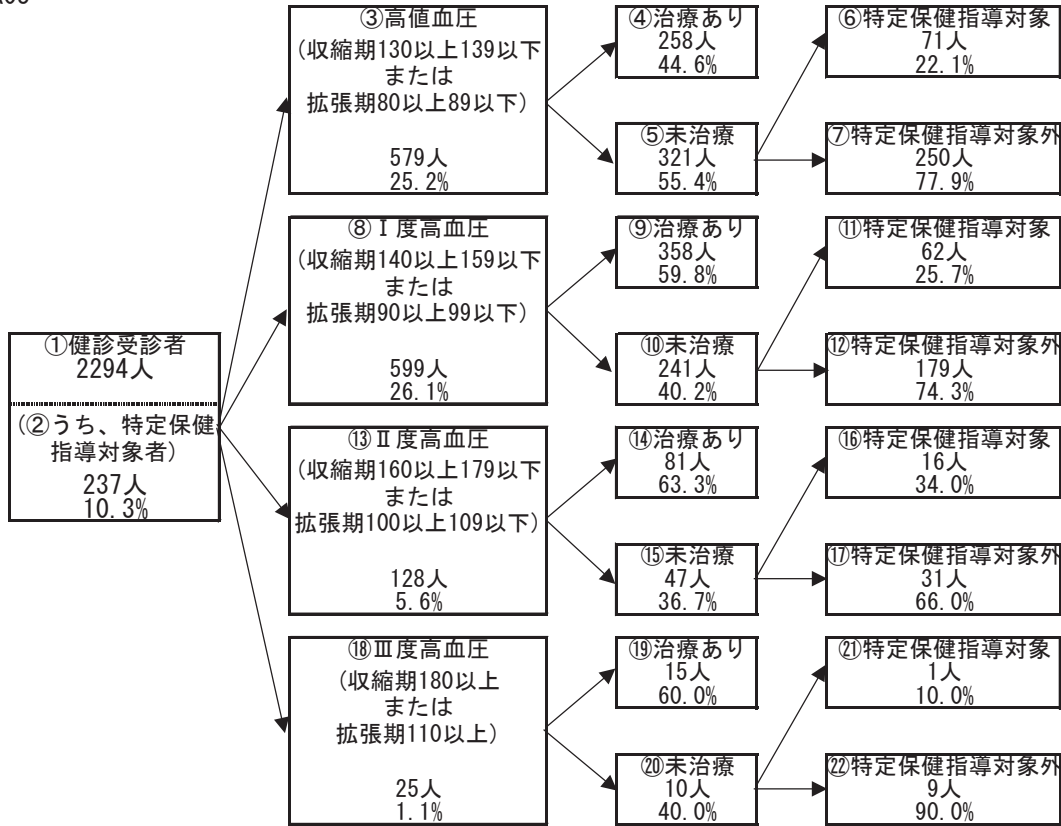 ①健診受診者
2294人
(②うち、特定保健
指導対象者)
237人
10.3%
③高値血圧
(収縮期130以上139以下
または
拡張期80以上89以下)
579人
25.2%
④治療あり
258人
44.6%
⑤未治療
321人
55.4%
⑥特定保健指導対象
71人
22.1%
⑦特定保健指導対象外
250人
77.9%
⑧Ⅰ度高血圧
(収縮期140以上159以下
または
拡張期90以上99以下)
599人
26.1%
⑨治療あり
358人
59.8%
⑩未治療
241人
40.2%
⑪特定保健指導対象
62人
25.7%
⑫特定保健指導対象外
179人
74.3%
⑬Ⅱ度高血圧
(収縮期160以上179以下
または
拡張期100以上109以下)
128人
5.6%
⑭治療あり
81人
63.3%
⑮未治療
47人
36.7%
⑯特定保健指導対象
16人
34.0%
⑰特定保健指導対象外
31人
66.0%
⑱Ⅲ度高血圧
(収縮期180以上
または
拡張期110以上)
25人
1.1%
⑲治療あり
15人
60.0%
⑳未治療
10人
40.0%
㉑特定保健指導対象
1人
10.0%
㉒特定保健指導対象外
9人
90.0%